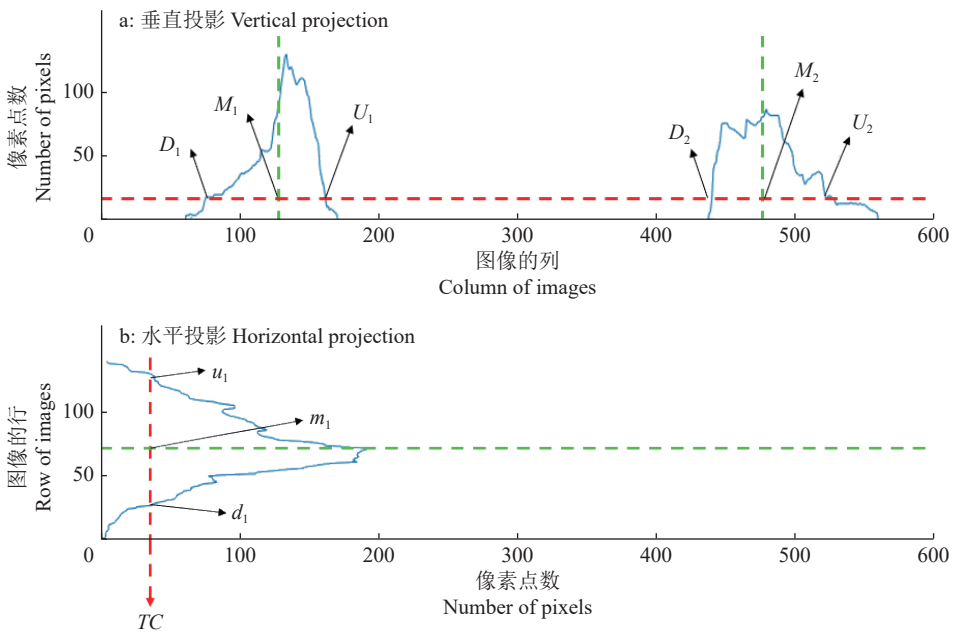 a: 垂直投影 Vertical projection
像素点数
Number of pixels
100
50
D1
M1
U1
D2
M2
U2
0
100
200
300
400
500
600
图像的列
Column of images
b: 水平投影 Horizontal projection
图像的行
Row of images
100
50
u1
m1
d1
0
100
200
300
400
500
600
像素点数
Number of pixels
TC